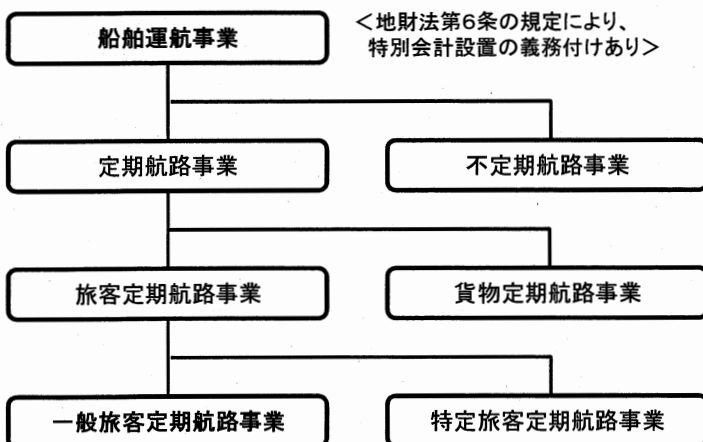 船舶運航事業
<地財法第6条の規定により、
特別会計設置の義務付けあり>
定期航路事業
不定期航路事業
旅客定期航路事業
貨物定期航路事業
一般旅客定期航路事業
特定旅客定期航路事業